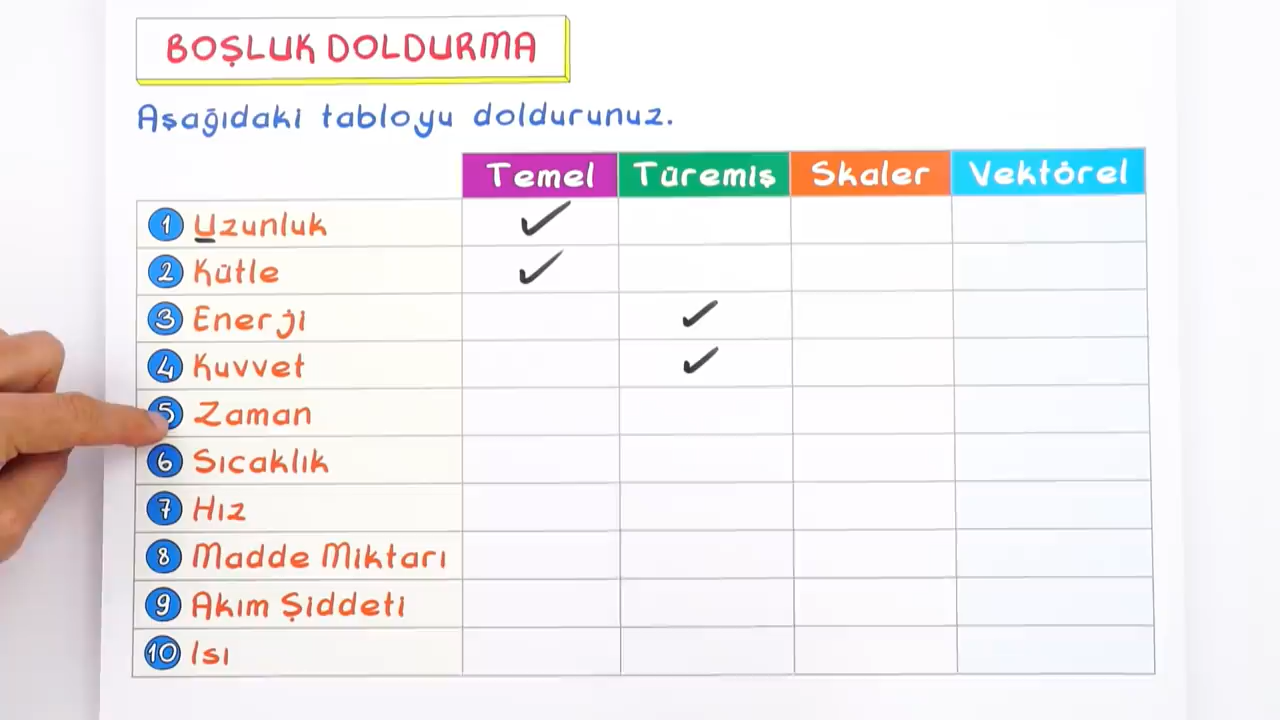 BOŞLUK DOLDURMA
Aşağıdaki tabloyu doldurunuz.
Temel Türemiş Skaler Vektörel
1 Uzunluk ✓
2 Kütle ✓
3 Enerji ✓
4 Kuvvet ✓
5 Zaman
6 Sıcaklık
7 Hız
8 Madde Miktarı
9 Akım Şiddeti
10 Isı